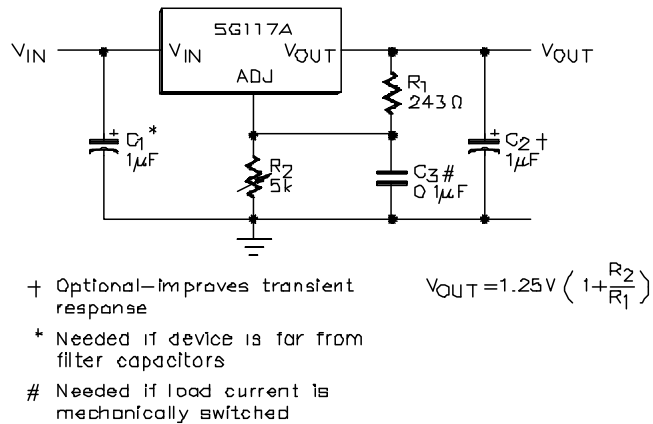 SG117A
VIN VIN VOUT VOUT
ADJ
R1
243Ω
C1*
1µF
R2
5k
C3#
0.1µF
C2†
1µF
† Optional—improves transient
response
* Needed if device is far from
filter capacitors
# Needed if load current is
mechanically switched
VOUT = 1.25V ( 1+ R2/R1 )